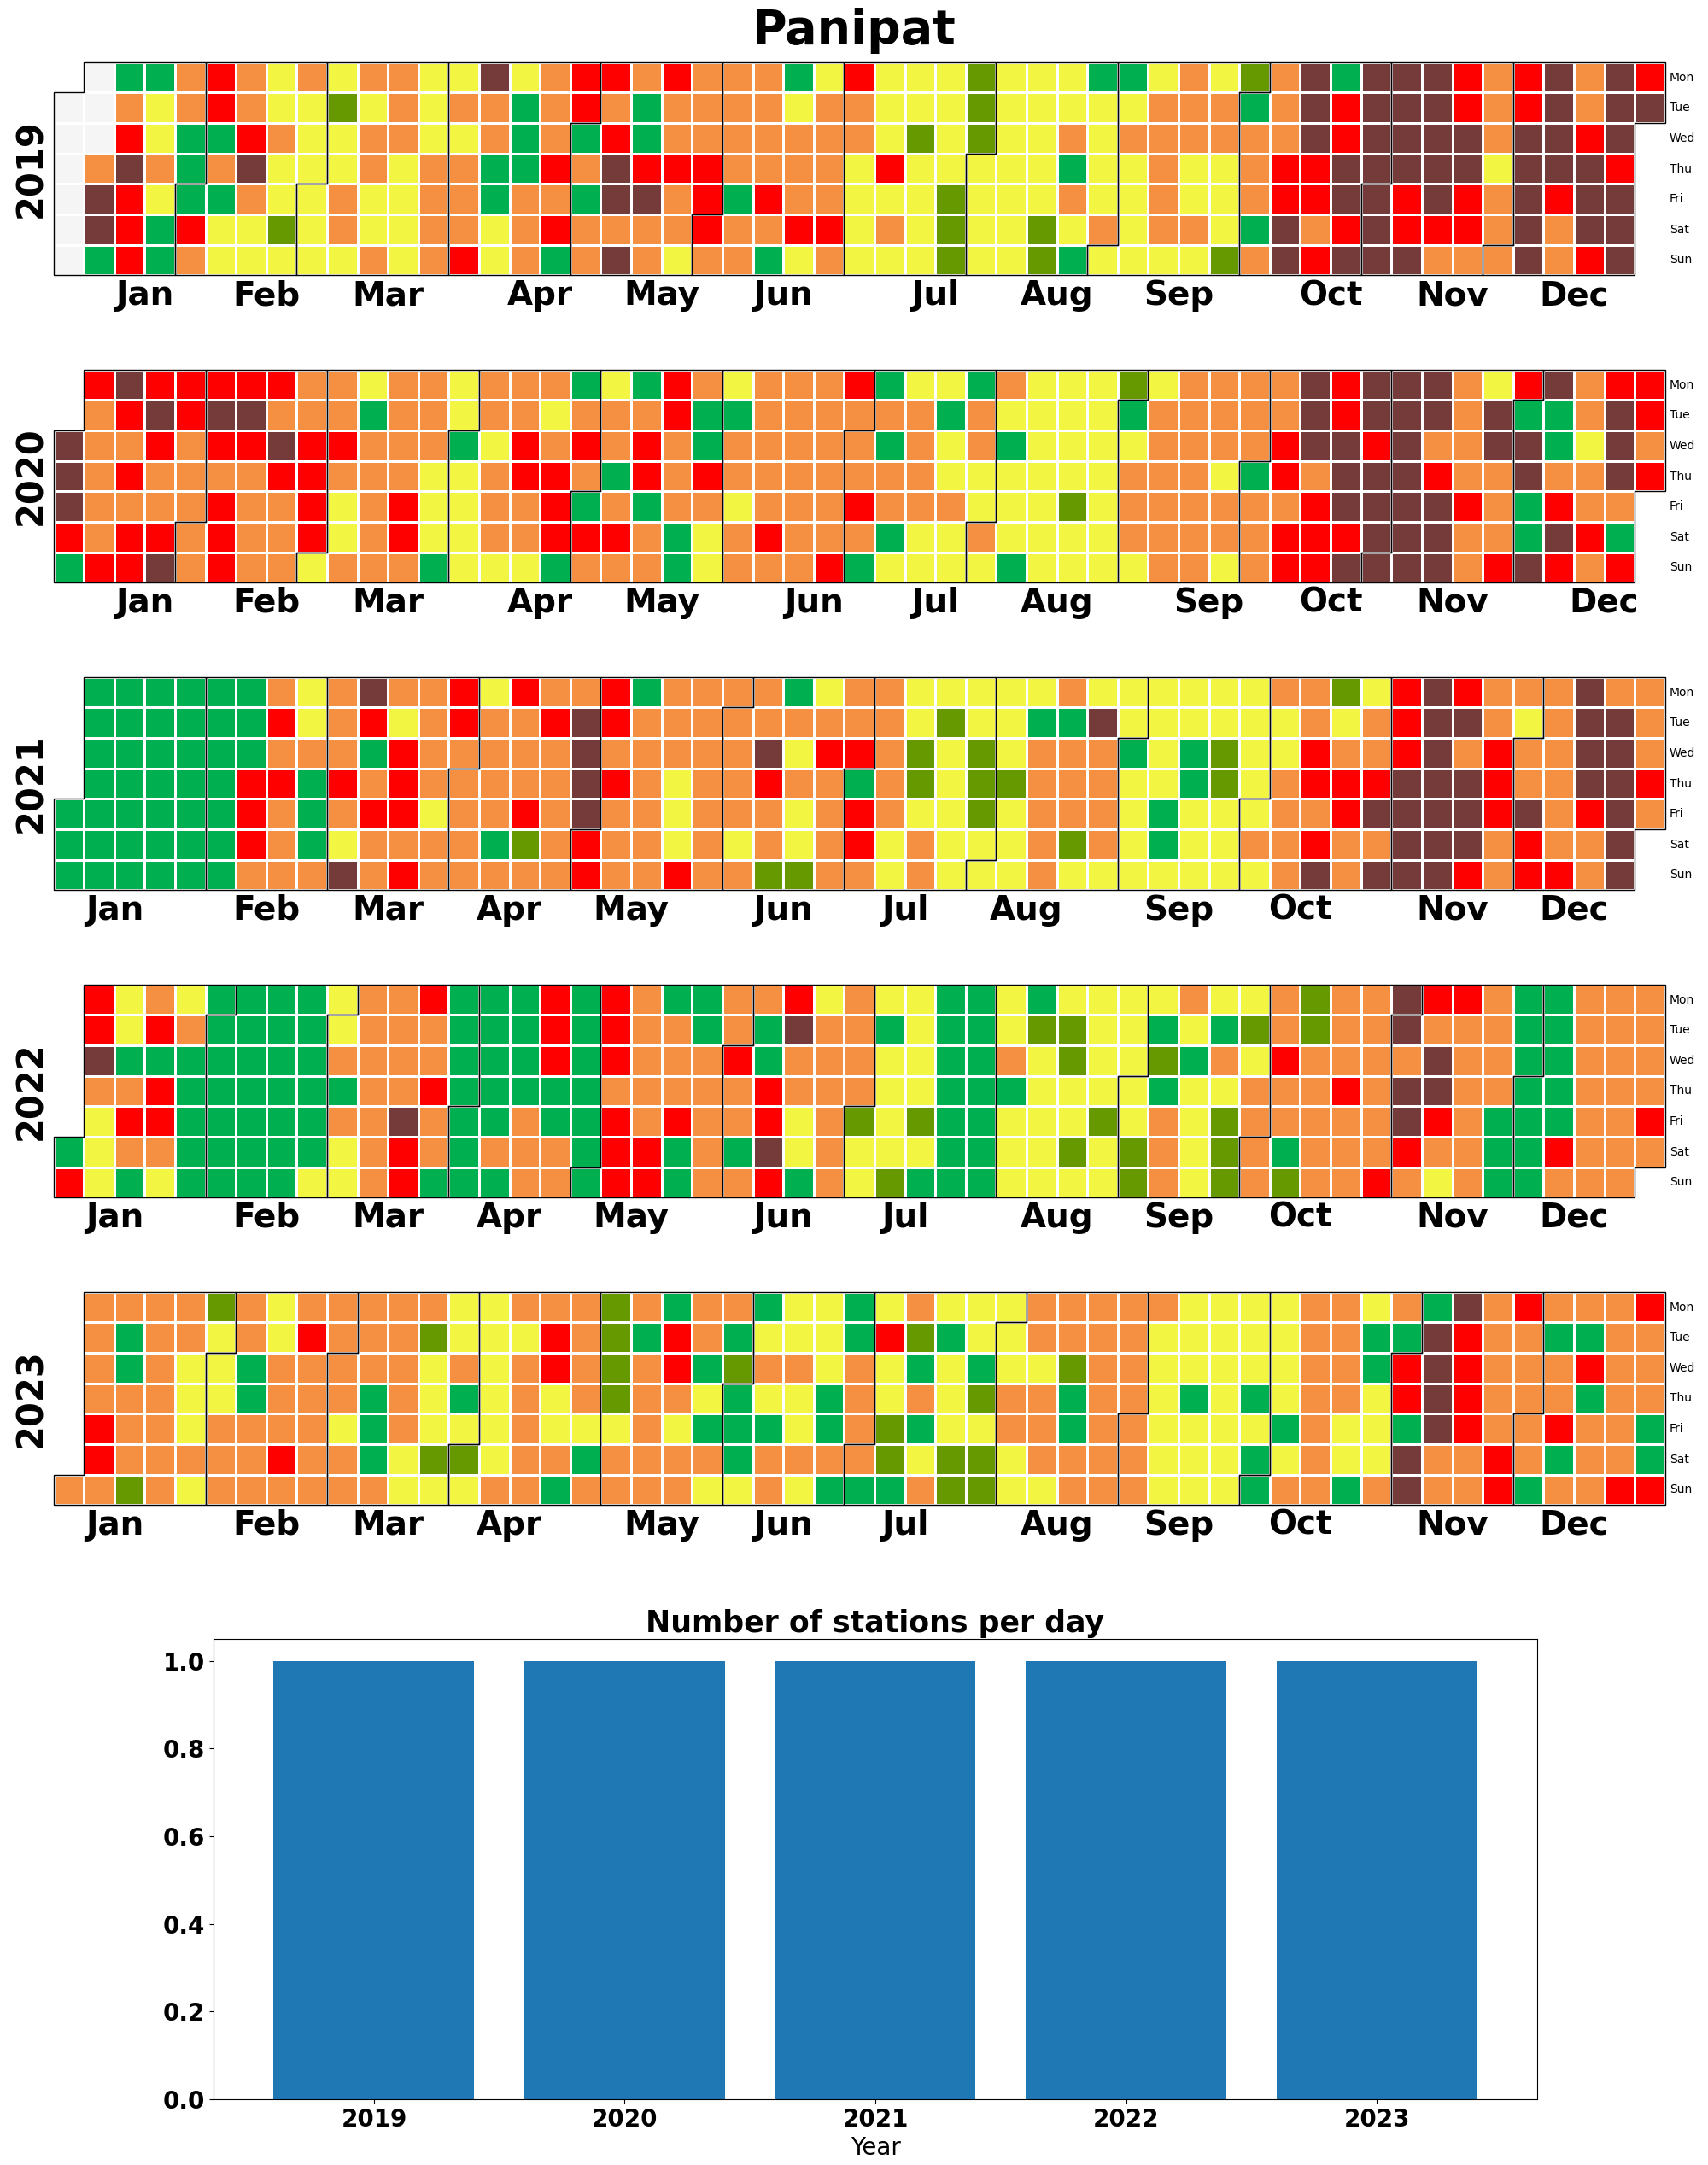 Panipat
2019
Mon
Tue
Wed
Thu
Fri
Sat
Sun
Jan Feb Mar Apr May Jun Jul Aug Sep Oct Nov Dec
2020
Mon
Tue
Wed
Thu
Fri
Sat
Sun
Jan Feb Mar Apr May Jun Jul Aug Sep Oct Nov Dec
2021
Mon
Tue
Wed
Thu
Fri
Sat
Sun
Jan Feb Mar Apr May Jun Jul Aug Sep Oct Nov Dec
2022
Mon
Tue
Wed
Thu
Fri
Sat
Sun
Jan Feb Mar Apr May Jun Jul Aug Sep Oct Nov Dec
2023
Mon
Tue
Wed
Thu
Fri
Sat
Sun
Jan Feb Mar Apr May Jun Jul Aug Sep Oct Nov Dec
Number of stations per day
1.0
0.8
0.6
0.4
0.2
0.0
2019 2020 2021 2022 2023
Year